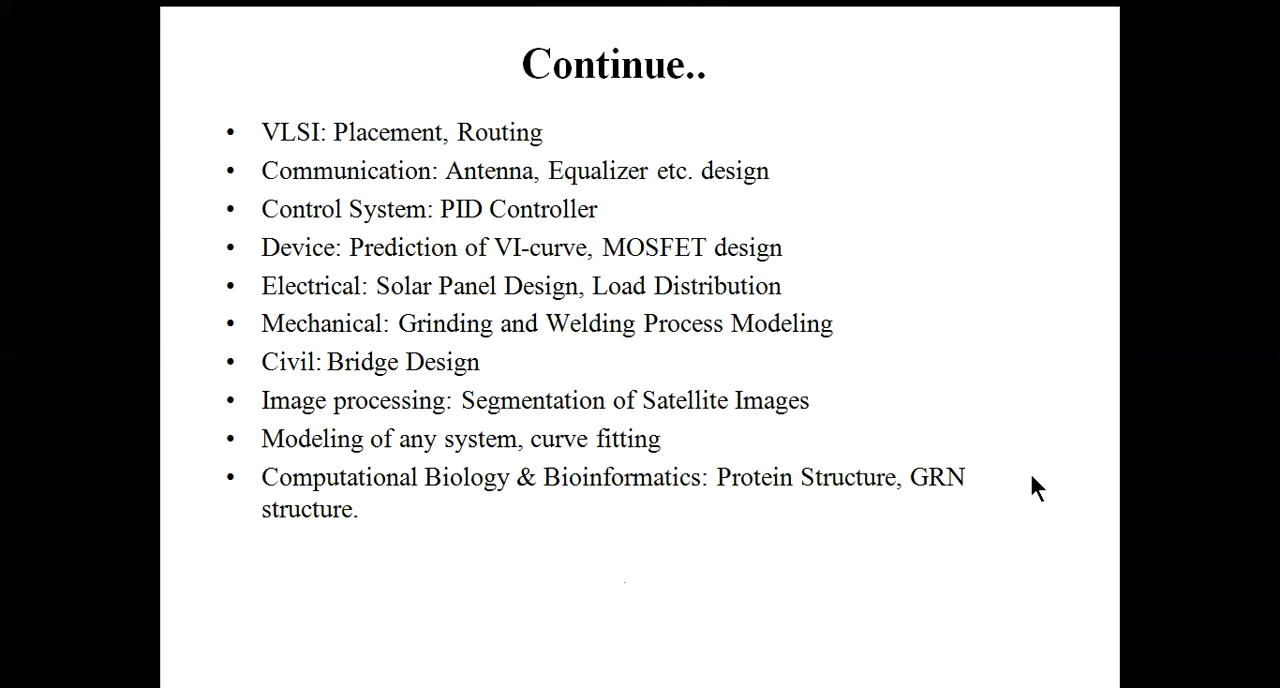 Continue..
• VLSI: Placement, Routing
• Communication: Antenna, Equalizer etc. design
• Control System: PID Controller
• Device: Prediction of VI-curve, MOSFET design
• Electrical: Solar Panel Design, Load Distribution
• Mechanical: Grinding and Welding Process Modeling
• Civil: Bridge Design
• Image processing: Segmentation of Satellite Images
• Modeling of any system, curve fitting
• Computational Biology & Bioinformatics: Protein Structure, GRN
structure.